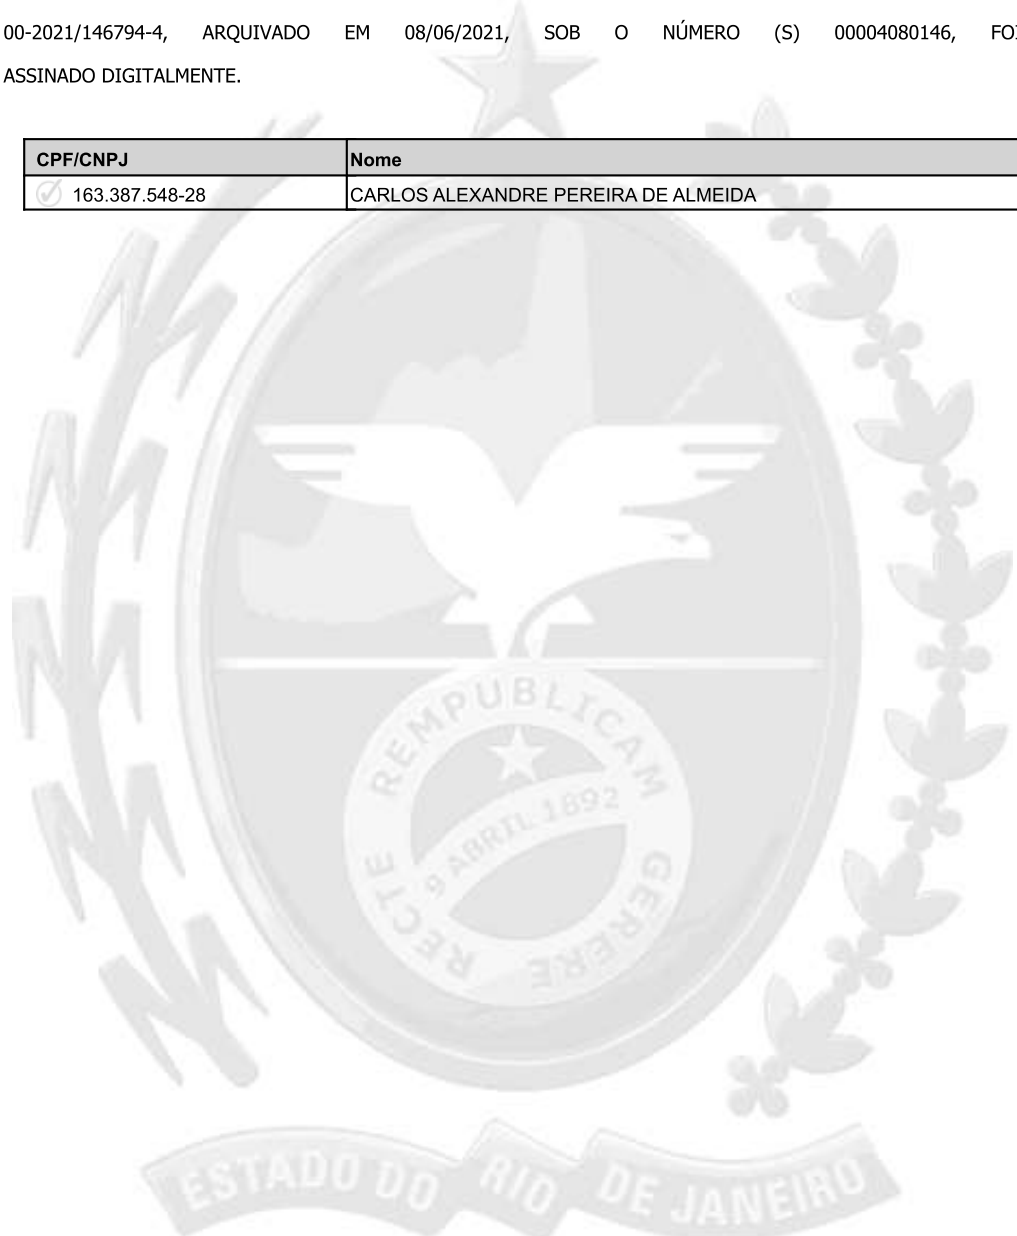 00-2021/146794-4, ARQUIVADO EM 08/06/2021, SOB O NÚMERO (S) 00004080146, FOI
ASSINADO DIGITALMENTE.
CPF/CNPJ Nome
163.387.548-28 CARLOS ALEXANDRE PEREIRA DE ALMEIDA
RECTE REMPUBLICAM GERERE
9 ABRIL 1892
ESTADO DO RIO DE JANEIRO